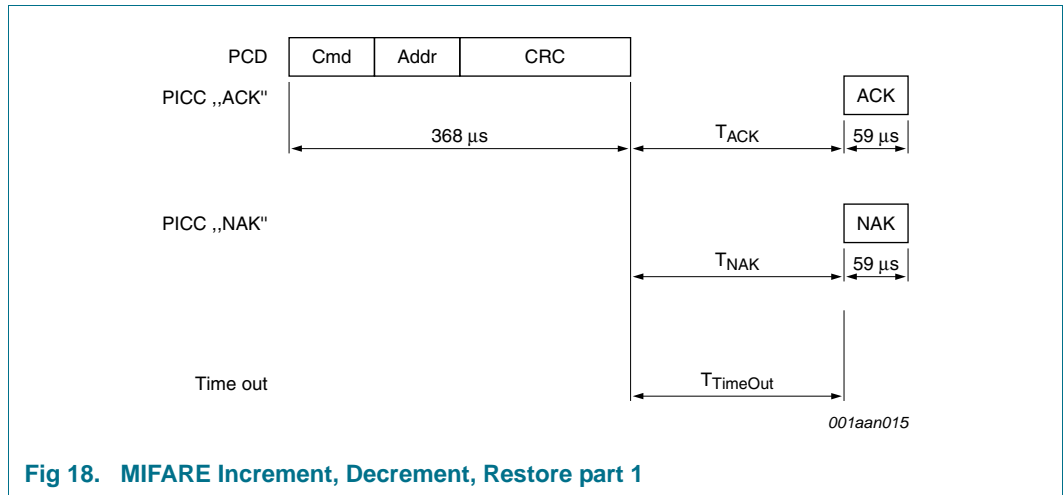 PCD Cmd Addr CRC
PICC ,,ACK" ACK
368 μs TACK 59 μs
PICC ,,NAK" NAK
TNAK 59 μs
Time out TTimeOut
001aan015
Fig 18. MIFARE Increment, Decrement, Restore part 1